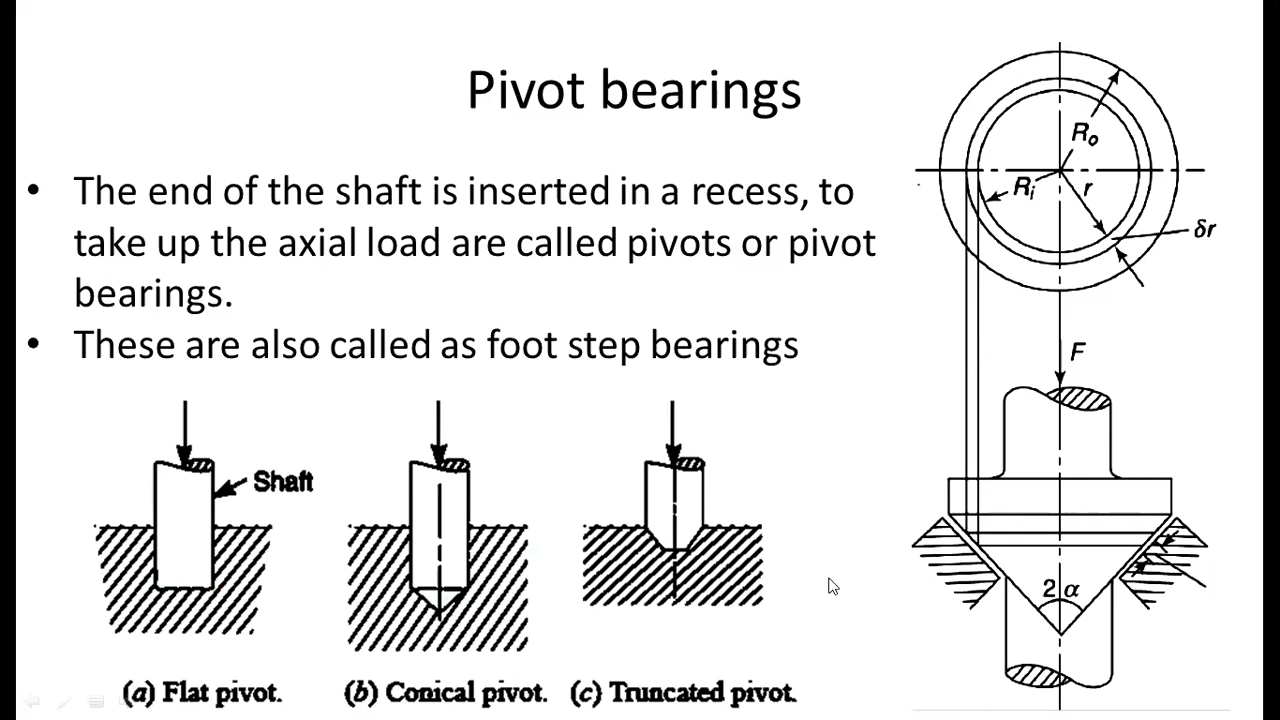 Pivot bearings
• The end of the shaft is inserted in a recess, to
take up the axial load are called pivots or pivot
bearings.
• These are also called as foot step bearings
Shaft
(a) Flat pivot.
(b) Conical pivot.
(c) Truncated pivot.
Ro
Ri
r
δr
F
2 α